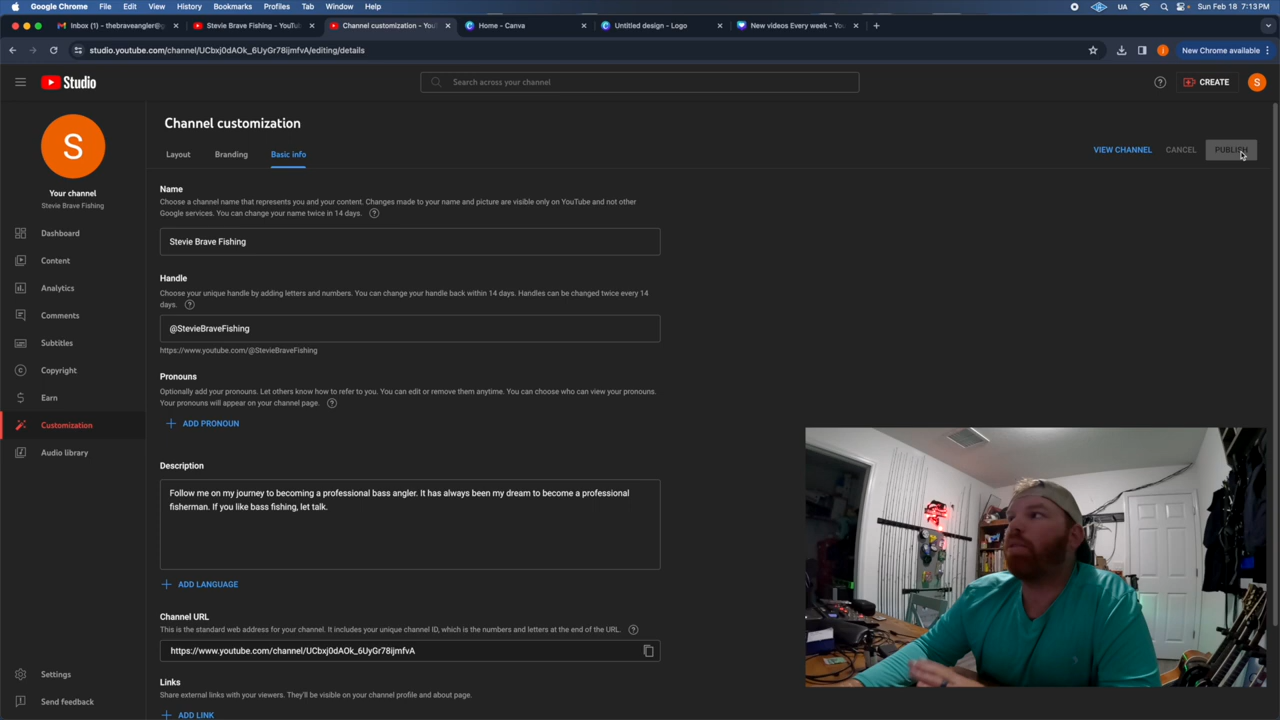 Google Chrome File Edit View History Bookmarks Profiles Tab Window Help UA Sun Feb 18 7:13 PM
Inbox (1) - thebraveangler@g Stevie Brave Fishing - YouTu Channel customization - You Home - Canva Untitled design - Logo New videos Every week - You
studio.youtube.com/channel/UCbxj0dAOk_6UyGr78ijmfvA/editing/details New Chrome available
Studio Search across your channel CREATE S
S
Your channel
Stevie Brave Fishing
Dashboard
Content
Analytics
Comments
Subtitles
Copyright
Earn
Customization
Audio library
Settings
Send feedback
Channel customization
Layout Branding Basic info VIEW CHANNEL CANCEL PUBLISH
Name
Choose a channel name that represents you and your content. Changes made to your name and picture are visible only on YouTube and not other
Google services. You can change your name twice in 14 days.
Stevie Brave Fishing
Handle
Choose your unique handle by adding letters and numbers. You can change your handle back within 14 days. Handles can be changed twice every 14
days.
@StevieBraveFishing
https://www.youtube.com/@StevieBraveFishing
Pronouns
Optionally add your pronouns. Let others know how to refer to you. You can edit or remove them anytime. You can choose who can view your pronouns.
Your pronouns will appear on your channel page.
ADD PRONOUN
Description
Follow me on my journey to becoming a professional bass angler. It has always been my dream to become a professional
fisherman. If you like bass fishing, let talk.
ADD LANGUAGE
Channel URL
This is the standard web address for your channel. It includes your unique channel ID, which is the numbers and letters at the end of the URL.
https://www.youtube.com/channel/UCbxj0dAOk_6UyGr78ijmfvA
Links
Share external links with your viewers. They'll be visible on your channel profile and about page.
ADD LINK